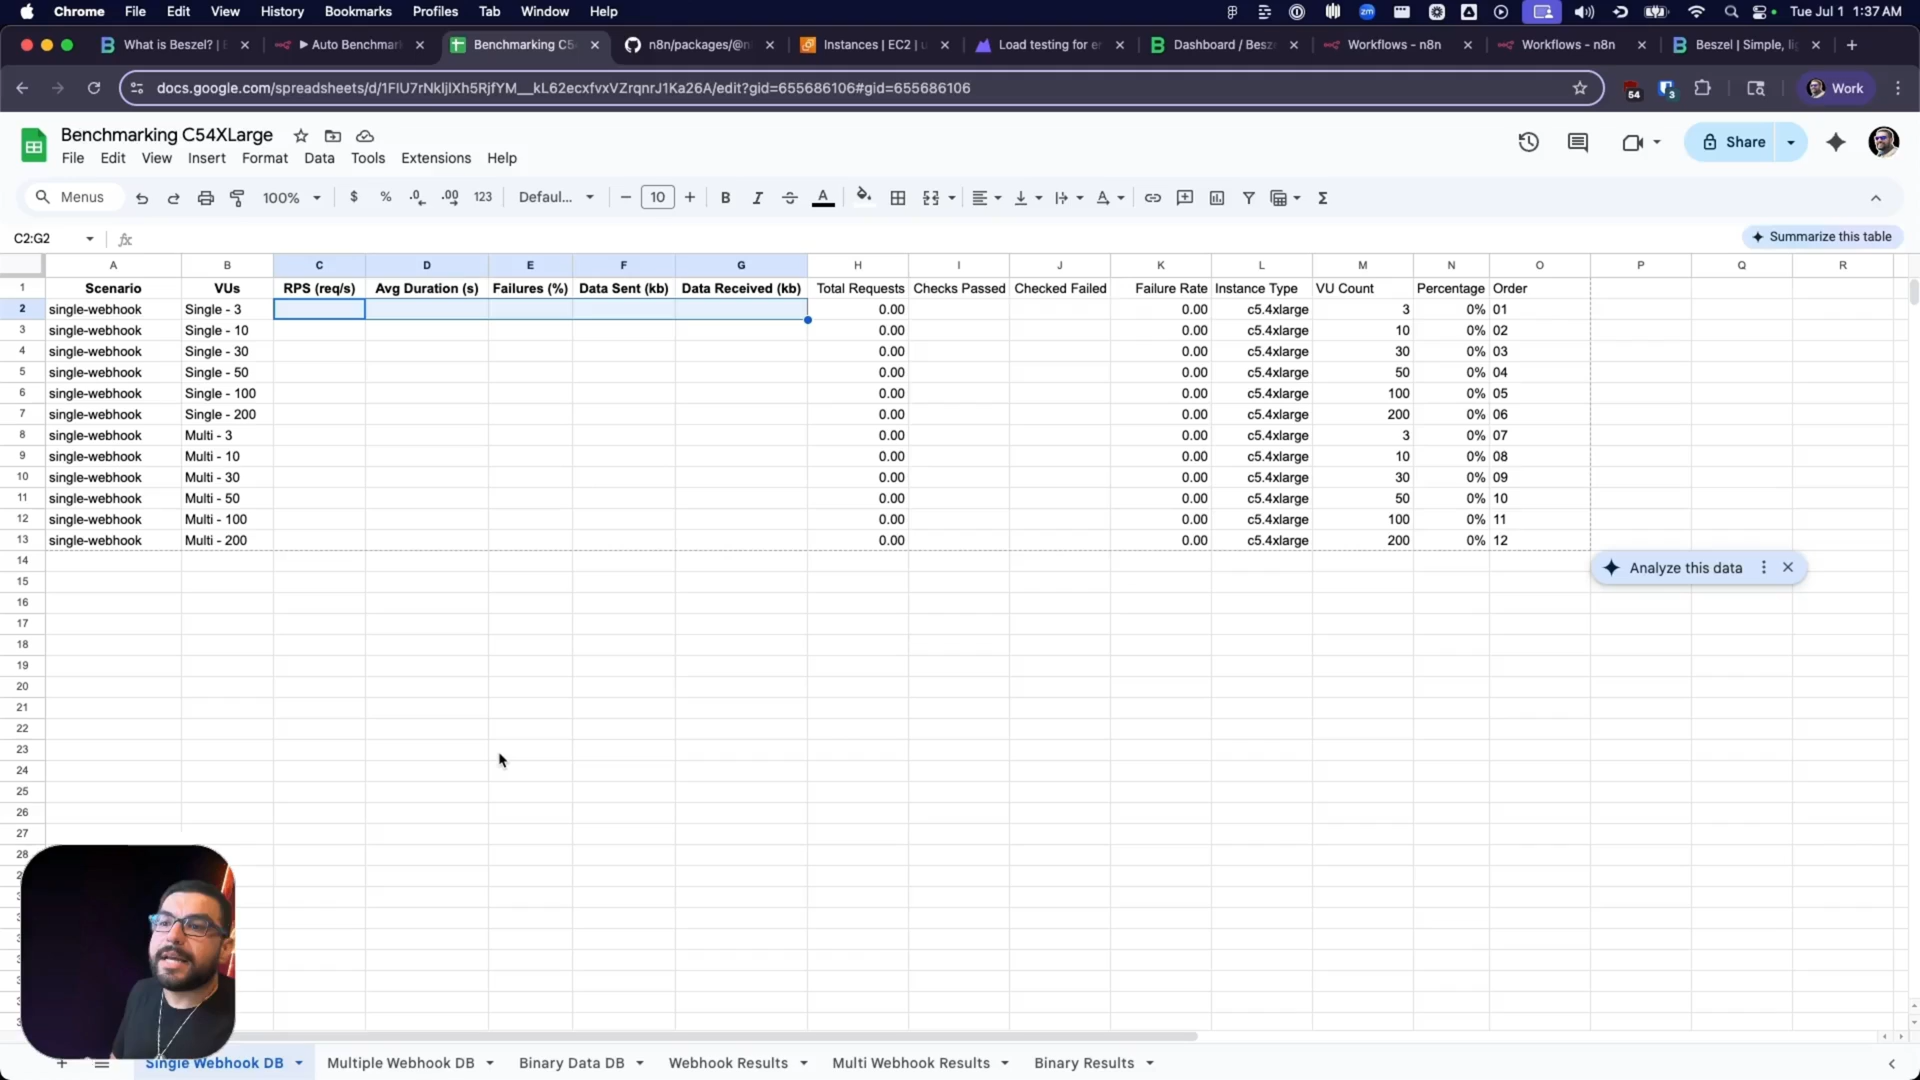 Chrome File Edit View History Bookmarks Profiles Tab Window Help Tue Jul 1 1:37 AM
What is Beszel? | Auto Benchmar Benchmarking C5 n8n/packages/@n Instances | EC2 | Load testing for e Dashboard / Besz Workflows - n8n Workflows - n8n Beszel | Simple, li
docs.google.com/spreadsheets/d/1FlU7rNkljlXh5RjfYM__kL62ecxfvxVZrqnrJ1Ka26A/edit?gid=655686106#gid=655686106 54 3 Work
Benchmarking C54XLarge
File Edit View Insert Format Data Tools Extensions Help Share
Menus 100% $ % .0 .00 123 Defaul... 10 B I A
C2:G2 fx Summarize this table
A B C D E F G H I J K L M N O P Q R
1 Scenario VUs RPS (req/s) Avg Duration (s) Failures (%) Data Sent (kb) Data Received (kb) Total Requests Checks Passed Checked Failed Failure Rate Instance Type VU Count Percentage Order
2 single-webhook Single - 3 0.00 0.00 c5.4xlarge 3 0% 01
3 single-webhook Single - 10 0.00 0.00 c5.4xlarge 10 0% 02
4 single-webhook Single - 30 0.00 0.00 c5.4xlarge 30 0% 03
5 single-webhook Single - 50 0.00 0.00 c5.4xlarge 50 0% 04
6 single-webhook Single - 100 0.00 0.00 c5.4xlarge 100 0% 05
7 single-webhook Single - 200 0.00 0.00 c5.4xlarge 200 0% 06
8 single-webhook Multi - 3 0.00 0.00 c5.4xlarge 3 0% 07
9 single-webhook Multi - 10 0.00 0.00 c5.4xlarge 10 0% 08
10 single-webhook Multi - 30 0.00 0.00 c5.4xlarge 30 0% 09
11 single-webhook Multi - 50 0.00 0.00 c5.4xlarge 50 0% 10
12 single-webhook Multi - 100 0.00 0.00 c5.4xlarge 100 0% 11
13 single-webhook Multi - 200 0.00 0.00 c5.4xlarge 200 0% 12
14
Analyze this data
15
16
17
18
19
20
21
22
23
24
25
26
27
28
Single Webhook DB Multiple Webhook DB Binary Data DB Webhook Results Multi Webhook Results Binary Results